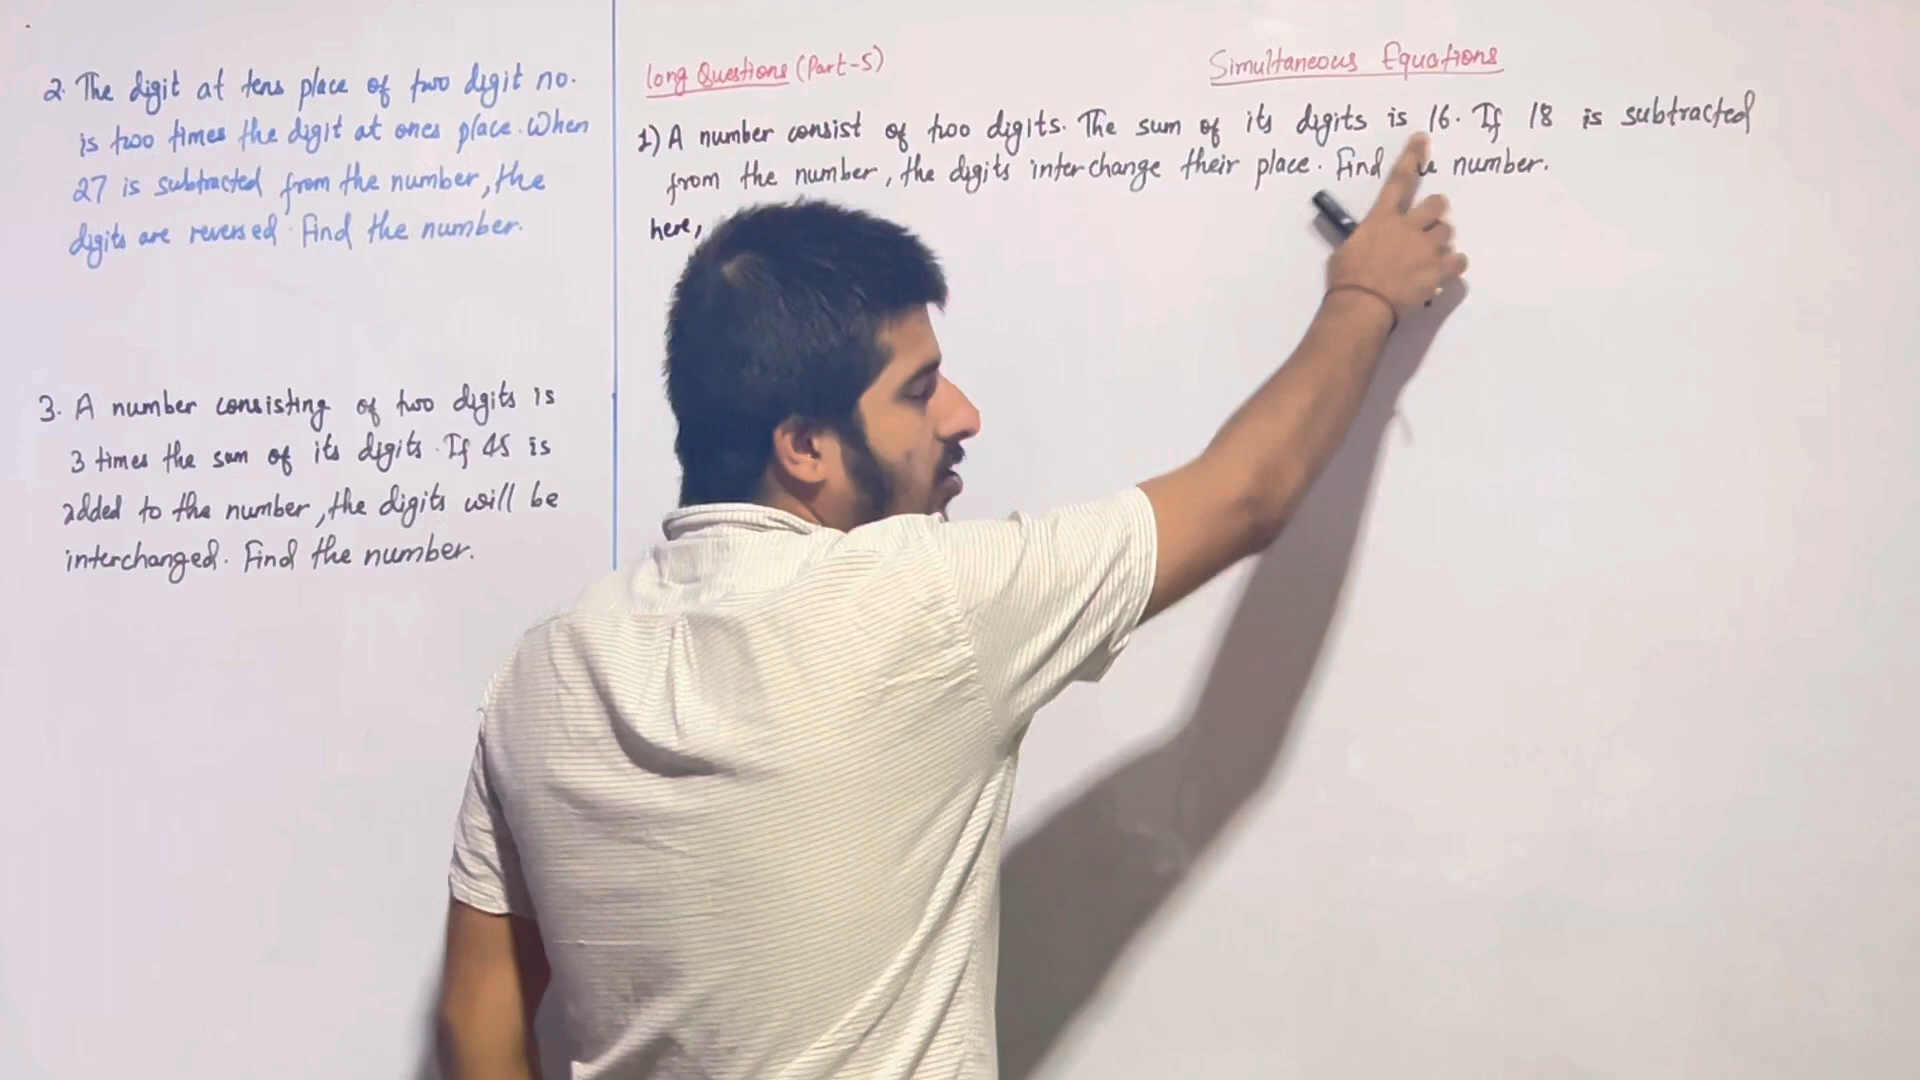 2. The digit at tens place of two digit no.
is two times the digit at ones place. When
27 is subtracted from the number, the
digits are reversed. Find the number.
3. A number consisting of two digits is
3 times the sum of its digits. If 45 is
added to the number, the digits will be
interchanged. Find the number.
Long Questions (Part-5)
Simultaneous Equations
1) A number consist of two digits. The sum of its digits is 16. If 18 is subtracted
from the number, the digits interchange their place. Find number.
here,